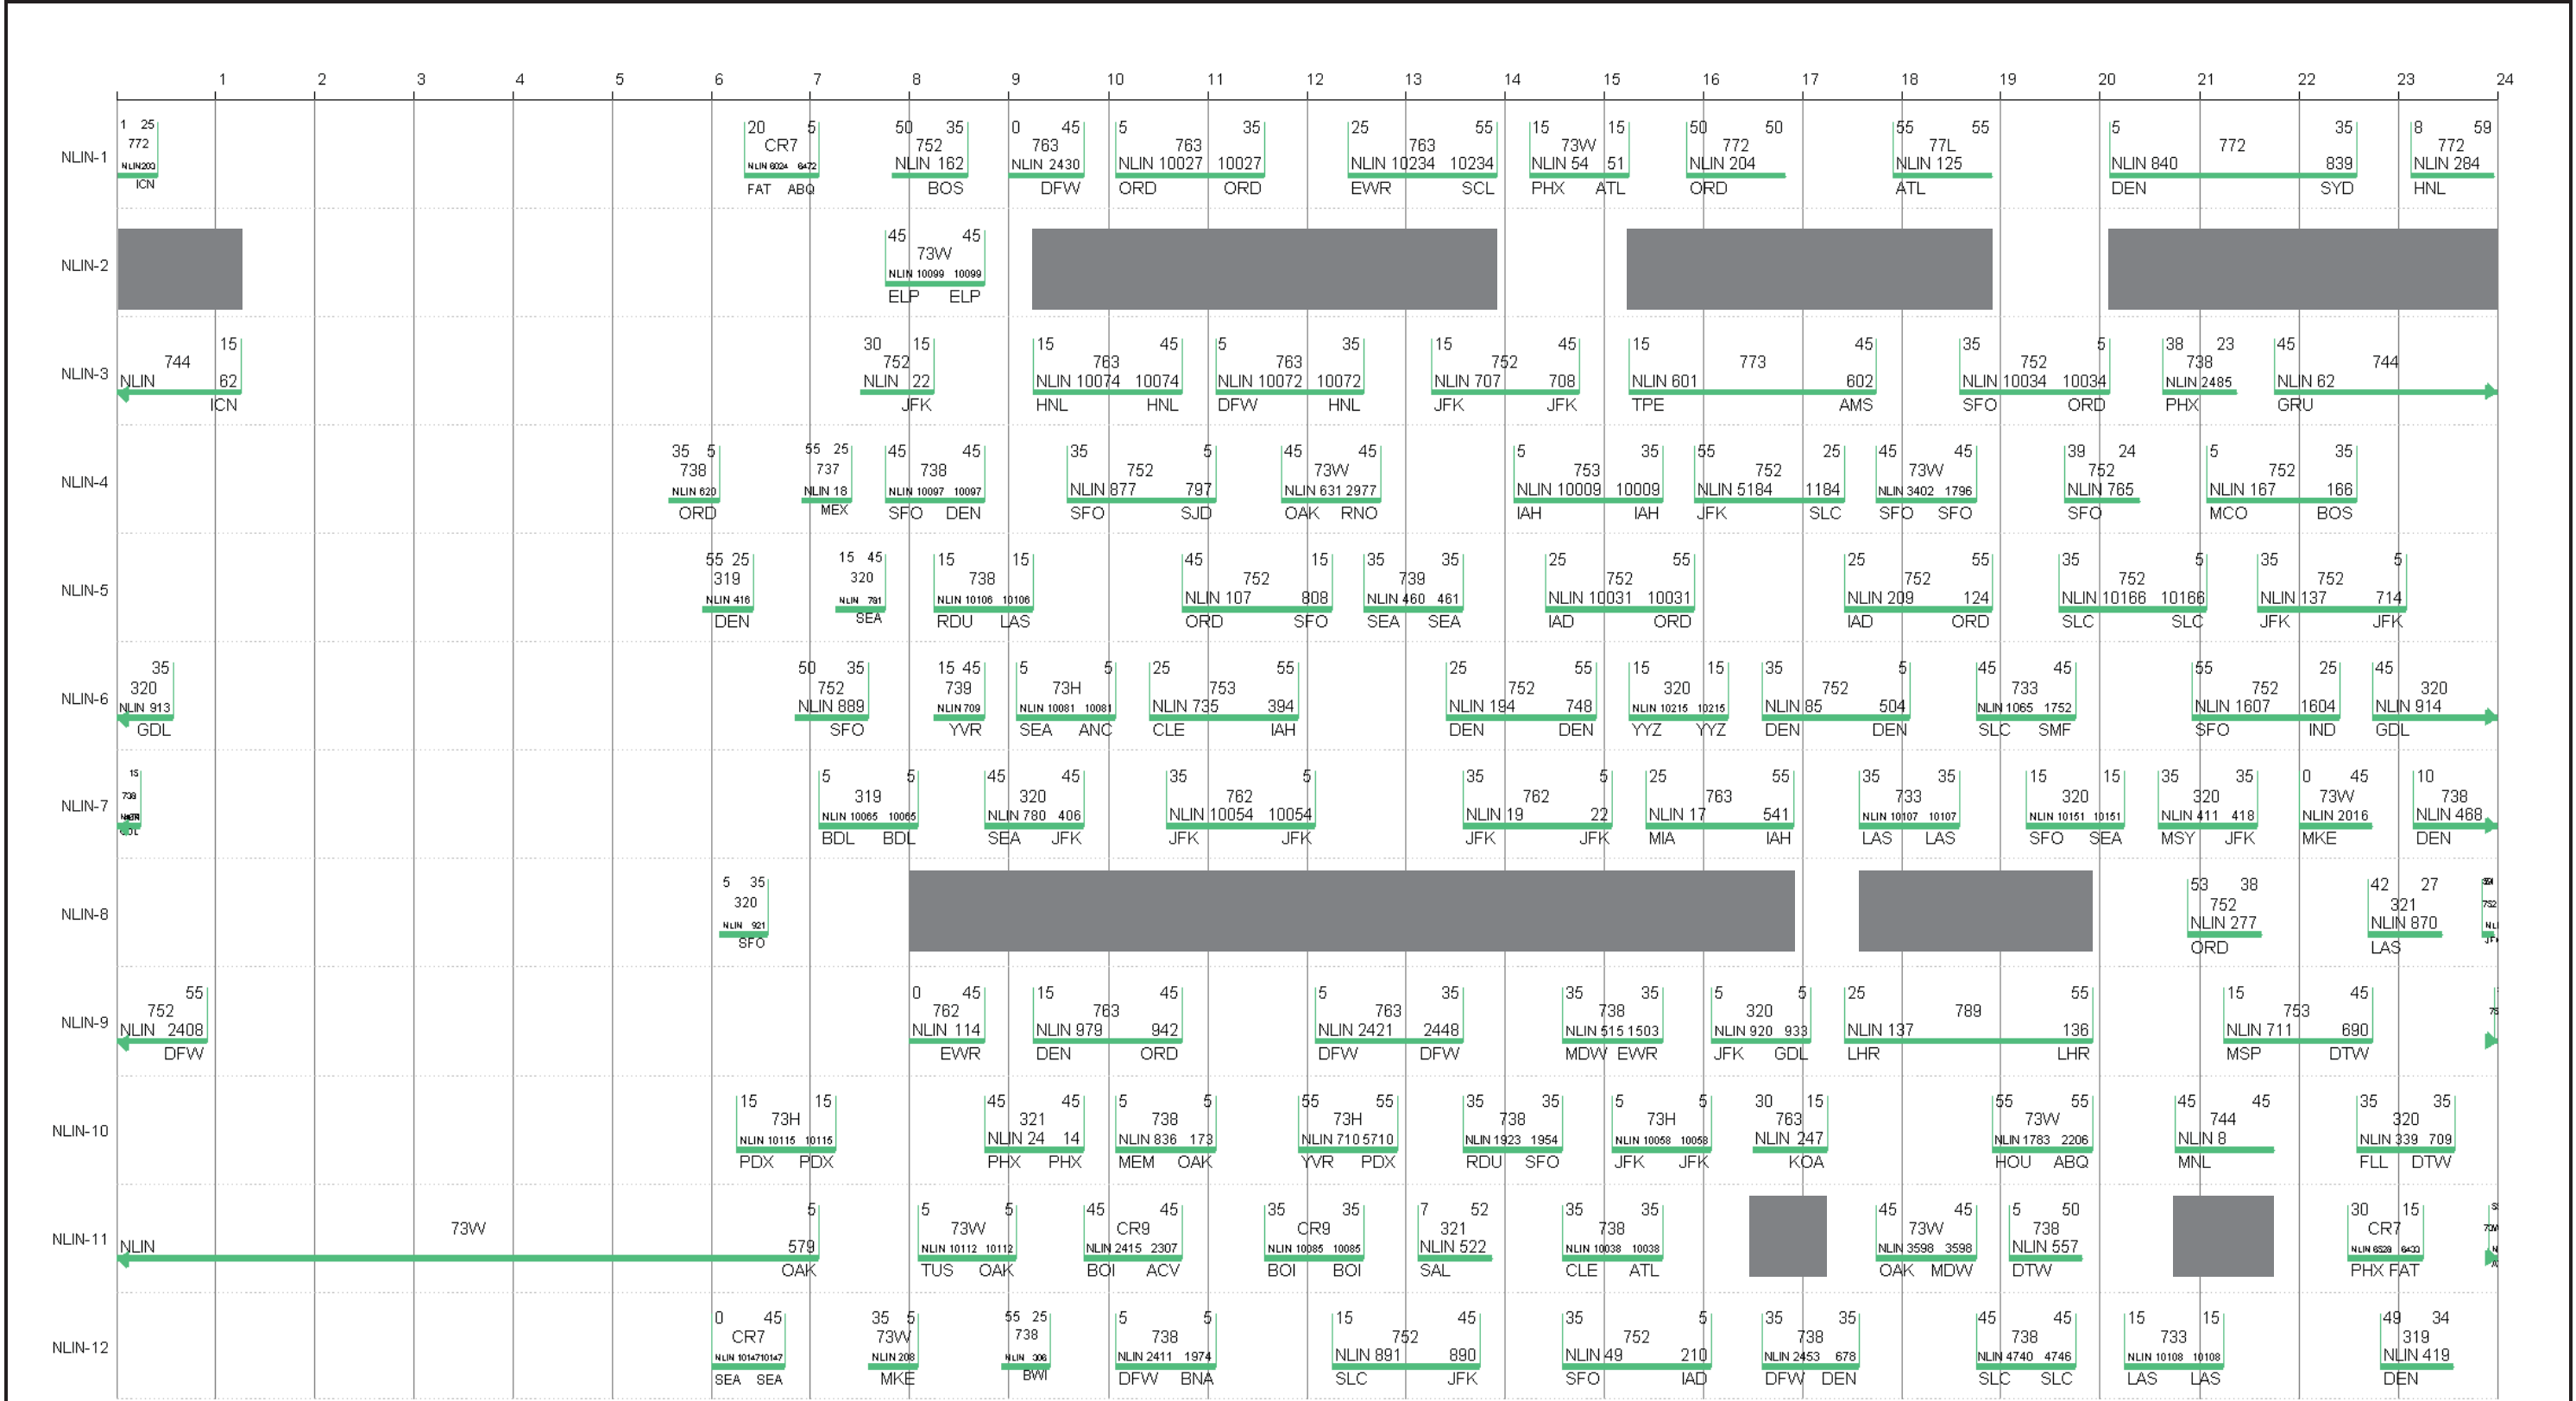 1 2 3 4 5 6 7 8 9 10 11 12 13 14 15 16 17 18 19 20 21 22 23 24
1 25 20 5 50 35 0 45 5 35 25 55 15 15 50 50 55 55 5 35 8 59
772 CR7 752 763 763 763 73W 772 77L 772 772
NLIN-1 NLIN 203 NLIN 6024 6472 NLIN 162 NLIN 2430 NLIN 10027 10027 NLIN 10234 10234 NLIN 54 51 NLIN 204 NLIN 125 NLIN 840 839 NLIN 284
ICN FAT ABQ BOS DFW ORD ORD EWR SCL PHX ATL ORD ATL DEN SYD HNL
45 45
73W
NLIN-2 NLIN 10099 10099
ELP ELP
15 30 15 15 45 5 35 15 45 15 45 35 5 38 23 45
744 752 763 763 752 773 752 738 744
NLIN-3 NLIN 62 NLIN 22 NLIN 10074 10074 NLIN 10072 10072 NLIN 707 708 NLIN 601 602 NLIN 10034 10034 NLIN 2485 NLIN 62
ICN JFK HNL HNL DFW HNL JFK JFK TPE AMS SFO ORD PHX GRU
35 5 55 25 45 45 35 5 45 45 5 35 55 25 45 45 39 24 5 35
738 737 738 752 73W 753 752 73W 752 752
NLIN-4 NLIN 620 NLIN 18 NLIN 10097 10097 NLIN 877 797 NLIN 631 2977 NLIN 10009 10009 NLIN 5184 1184 NLIN 3402 1796 NLIN 765 NLIN 167 166
ORD MEX SFO DEN SFO SJD OAK RNO IAH IAH JFK SLC SFO SFO SFO MCO BOS
55 25 15 45 15 15 45 15 35 35 25 55 25 55 35 5 35 5
319 320 738 752 739 752 752 752 752
NLIN-5 NLIN 416 NLIN 781 NLIN 10106 10106 NLIN 107 808 NLIN 460 461 NLIN 10031 10031 NLIN 209 124 NLIN 10166 10166 NLIN 137 714
DEN SEA RDU LAS ORD SFO SEA SEA IAD ORD IAD ORD SLC SLC JFK JFK
35 50 35 15 45 5 5 25 55 25 55 15 15 35 5 45 45 55 25 45
320 752 739 73H 753 752 320 752 733 752 320
NLIN-6 NLIN 913 NLIN 889 NLIN 709 NLIN 10081 10081 NLIN 735 394 NLIN 194 748 NLIN 10215 10215 NLIN 85 504 NLIN 1065 1752 NLIN 1607 1604 NLIN 914
GDL SFO YVR SEA ANC CLE IAH DEN DEN YYZ YYZ DEN DEN SLC SMF SFO IND GDL
15 5 5 45 45 35 5 35 5 25 55 35 35 15 15 35 35 0 45 10
738 319 320 762 762 763 733 320 320 73W 738
NLIN-7 NLIN 10065 10065 NLIN 780 406 NLIN 10054 10054 NLIN 19 22 NLIN 17 541 NLIN 10107 10107 NLIN 10151 10151 NLIN 411 418 NLIN 2016 NLIN 468
BDL BDL SEA JFK JFK JFK JFK JFK MIA IAH LAS LAS SFO SEA MSY JFK MKE DEN
5 35 53 38 42 27
320 752 321 752
NLIN-8 NLIN 921 NLIN 277 NLIN 870
SFO ORD LAS
55 0 45 15 45 5 35 35 35 5 5 25 55 15 45
752 762 763 763 738 320 789 753
NLIN-9 NLIN 2408 NLIN 114 NLIN 979 942 NLIN 2421 2448 NLIN 515 1503 NLIN 920 933 NLIN 137 136 NLIN 711 690
DFW EWR DEN ORD DFW DFW MDW EWR JFK GDL LHR LHR MSP DTW
15 15 45 45 5 5 55 55 35 35 5 5 30 15 55 55 45 45 35 35
73H 321 738 73H 738 73H 763 73W 744 320
NLIN-10 NLIN 10115 10115 NLIN 24 14 NLIN 836 173 NLIN 710 5710 NLIN 1923 1954 NLIN 10058 10058 NLIN 247 NLIN 1783 2206 NLIN 8 NLIN 339 709
PDX PDX PHX PHX MEM OAK YVR PDX RDU SFO JFK JFK KOA HOU ABQ MNL FLL DTW
5 5 5 45 45 35 35 7 52 35 35 45 45 5 50 30 15
73W 73W CR9 CR9 321 738 73W 738 CR7
NLIN-11 NLIN 579 NLIN 10112 10112 NLIN 2415 2307 NLIN 10085 10085 NLIN 522 NLIN 10038 10038 NLIN 3598 3598 NLIN 557 NLIN 6528 6433
OAK TUS OAK BOI ACV BOI BOI SAL CLE ATL OAK MDW DTW PHX FAT
0 45 35 5 55 25 5 5 15 45 35 5 35 35 45 45 15 15 49 34
CR7 73W 738 738 752 752 738 738 733 319
NLIN-12 NLIN 10147 10147 NLIN 208 NLIN 306 NLIN 2411 1974 NLIN 891 890 NLIN 49 210 NLIN 2453 678 NLIN 4740 4746 NLIN 10108 10108 NLIN 419
SEA SEA MKE BWI DFW BNA SLC JFK SFO IAD DFW DEN SLC SLC LAS LAS DEN